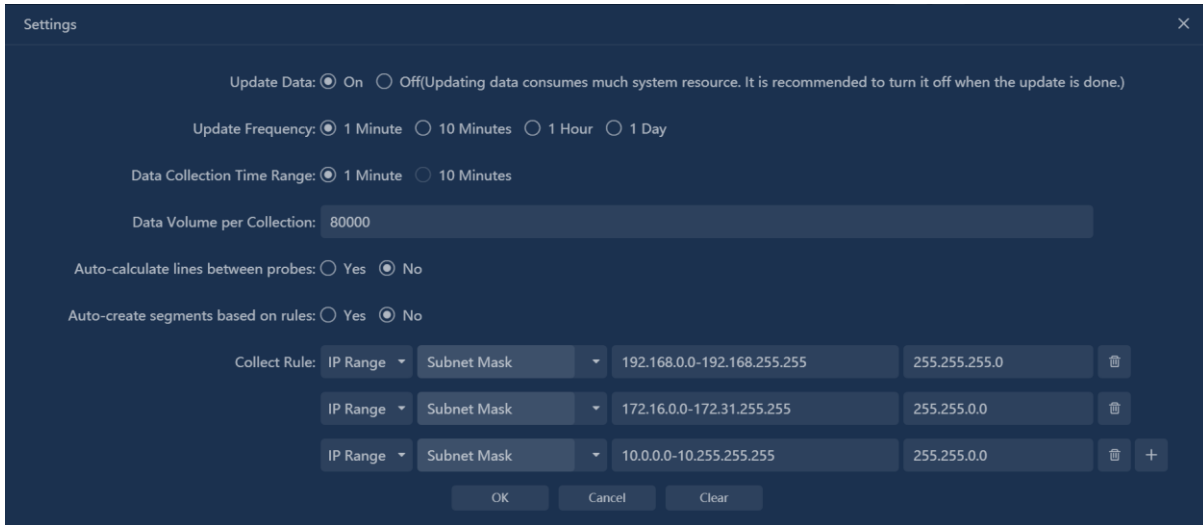 Settings
Update Data: On Off(Updating data consumes much system resource. It is recommended to turn it off when the update is done.)
Update Frequency: 1 Minute 10 Minutes 1 Hour 1 Day
Data Collection Time Range: 1 Minute 10 Minutes
Data Volume per Collection: 80000
Auto-calculate lines between probes: Yes No
Auto-create segments based on rules: Yes No
Collect Rule: IP Range Subnet Mask 192.168.0.0-192.168.255.255 255.255.255.0
IP Range Subnet Mask 172.16.0.0-172.31.255.255 255.255.0.0
IP Range Subnet Mask 10.0.0.0-10.255.255.255 255.255.0.0
OK Cancel Clear